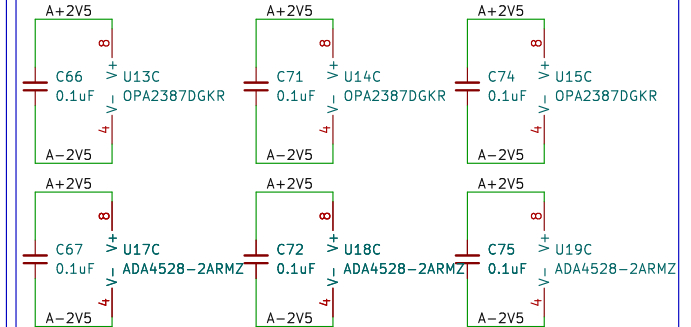 A+2V5 A+2V5 A+2V5
8 8 8
C66 V+ U13C C71 V+ U14C C74 V+ U15C
0.1uF V- OPA2387DGKR 0.1uF V- OPA2387DGKR 0.1uF V- OPA2387DGKR
4 4 4
A-2V5 A-2V5 A-2V5
A+2V5 A+2V5 A+2V5
8 8 8
C67 V+ U17C C72 V+ U18C C75 V+ U19C
0.1uF V- ADA4528-2ARMZ 0.1uF V- ADA4528-2ARMZ 0.1uF V- ADA4528-2ARMZ
4 4 4
A-2V5 A-2V5 A-2V5